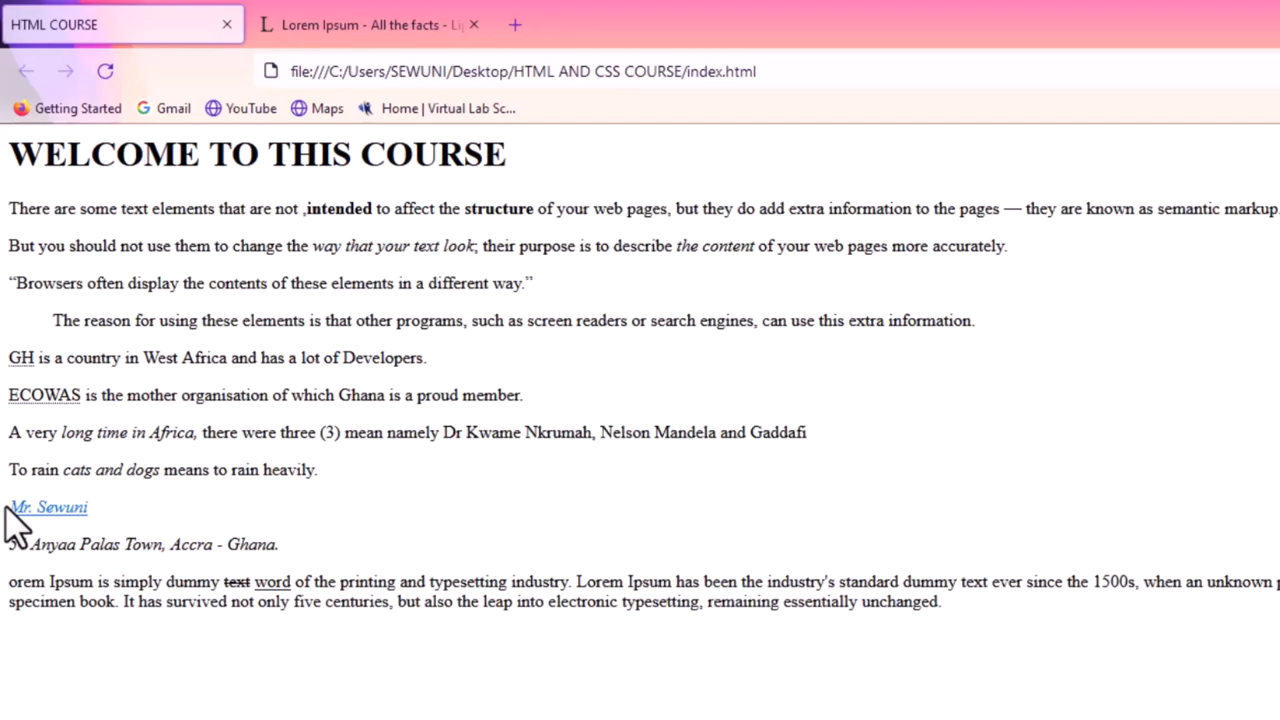 HTML COURSE
Lorem Ipsum - All the facts - Lip
file:///C:/Users/SEWUNI/Desktop/HTML AND CSS COURSE/index.html
Getting Started Gmail YouTube Maps Home | Virtual Lab Sc...
WELCOME TO THIS COURSE
There are some text elements that are not ,intended to affect the structure of your web pages, but they do add extra information to the pages — they are known as semantic markup.
But you should not use them to change the way that your text look; their purpose is to describe the content of your web pages more accurately.
“Browsers often display the contents of these elements in a different way.”
The reason for using these elements is that other programs, such as screen readers or search engines, can use this extra information.
GH is a country in West Africa and has a lot of Developers.
ECOWAS is the mother organisation of which Ghana is a proud member.
A very long time in Africa, there were three (3) mean namely Dr Kwame Nkrumah, Nelson Mandela and Gaddafi
To rain cats and dogs means to rain heavily.
Mr. Sewuni
Anyaa Palas Town, Accra - Ghana.
orem Ipsum is simply dummy text word of the printing and typesetting industry. Lorem Ipsum has been the industry's standard dummy text ever since the 1500s, when an unknown
specimen book. It has survived not only five centuries, but also the leap into electronic typesetting, remaining essentially unchanged.